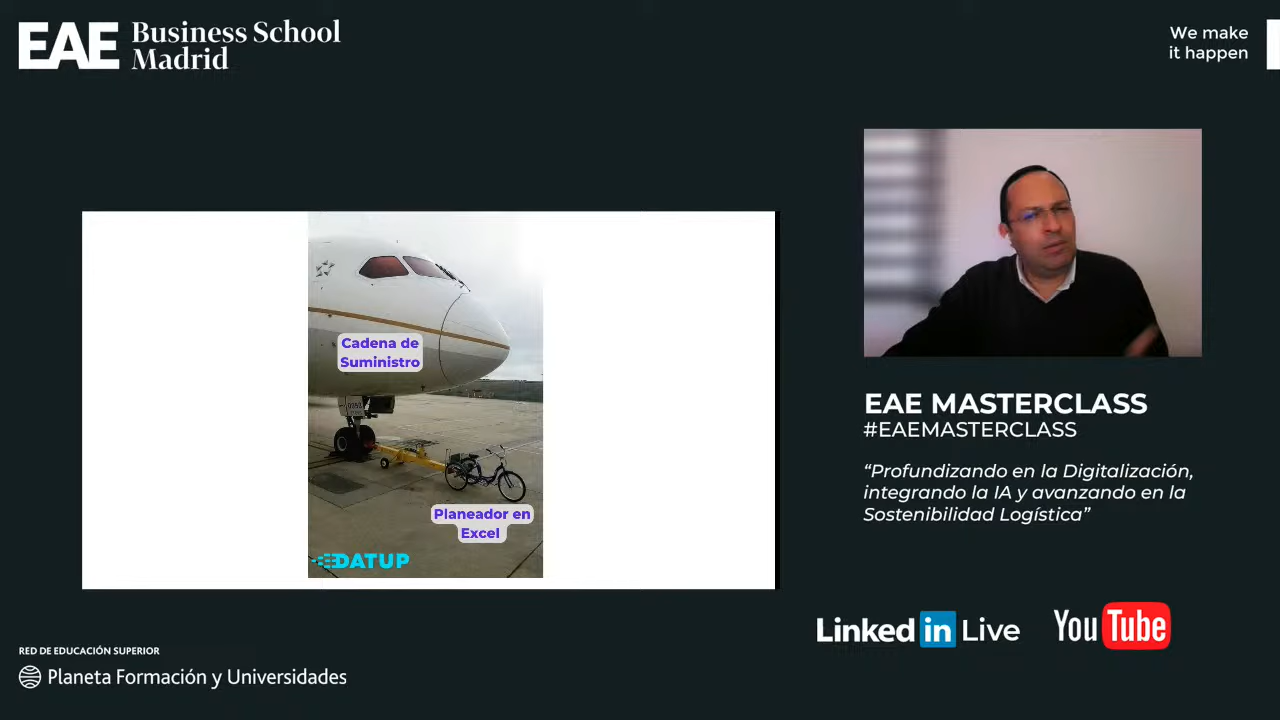 EAE Business School
Madrid
We make
it happen
Cadena de
Suministro
Planeador en
Excel
DATUP
EAE MASTERCLASS
#EAEMASTERCLASS
“Profundizando en la Digitalización,
integrando la IA y avanzando en la
Sostenibilidad Logística”
Linked in Live
YouTube
RED DE EDUCACIÓN SUPERIOR
Planeta Formación y Universidades